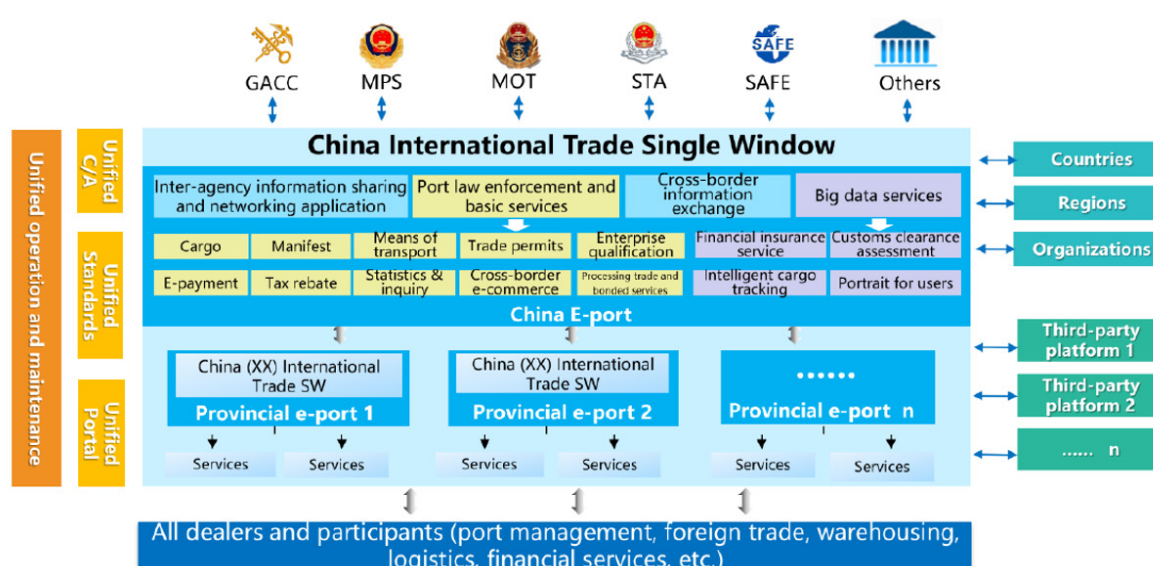 SAFE
GACC
MPS
MOT
STA
SAFE
Others
Unified operation and maintenance
Unified
C/A
Unified
Standards
Unified
Portal
China International Trade Single Window
Inter-agency information sharing
and networking application
Port law enforcement and
basic services
Cross-border
information
exchange
Big data services
Cargo
Manifest
Means of
transport
Trade permits
Enterprise
qualification
Financial insurance
service
Customs clearance
assessment
E-payment
Tax rebate
Statistics &
inquiry
Cross-border
e-commerce
Processing trade and
bonded services
Intelligent cargo
tracking
Portrait for users
China E-port
China (XX) International
Trade SW
Provincial e-port 1
Services
Services
China (XX) International
Trade SW
Provincial e-port 2
Services
Services
......
Provincial e-port n
Services
Services
Countries
Regions
Organizations
Third-party
platform 1
Third-party
platform 2
...... n
All dealers and participants (port management, foreign trade, warehousing,
logistics, financial services, etc.)